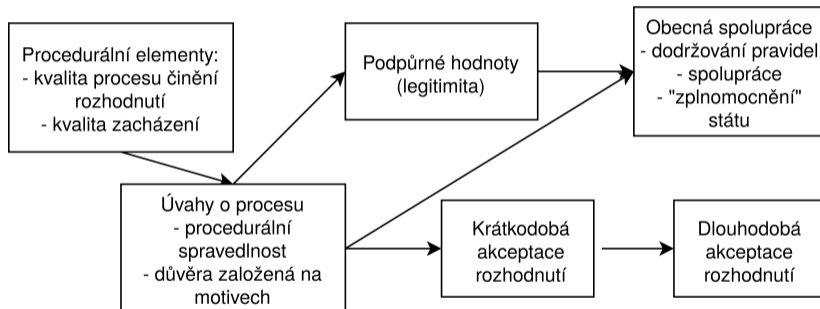 Procedurální elementy:
- kvalita procesu činění
rozhodnutí
- kvalita zacházení
Podpůrné hodnoty
(legitimita)
Obecná spolupráce
- dodržování pravidel
- spolupráce
- "zplnomocnění"
státu
Úvahy o procesu
- procedurální
spravedlnost
- důvěra založená na
motivech
Krátkodobá
akceptace
rozhodnutí
Dlouhodobá
akceptace
rozhodnutí